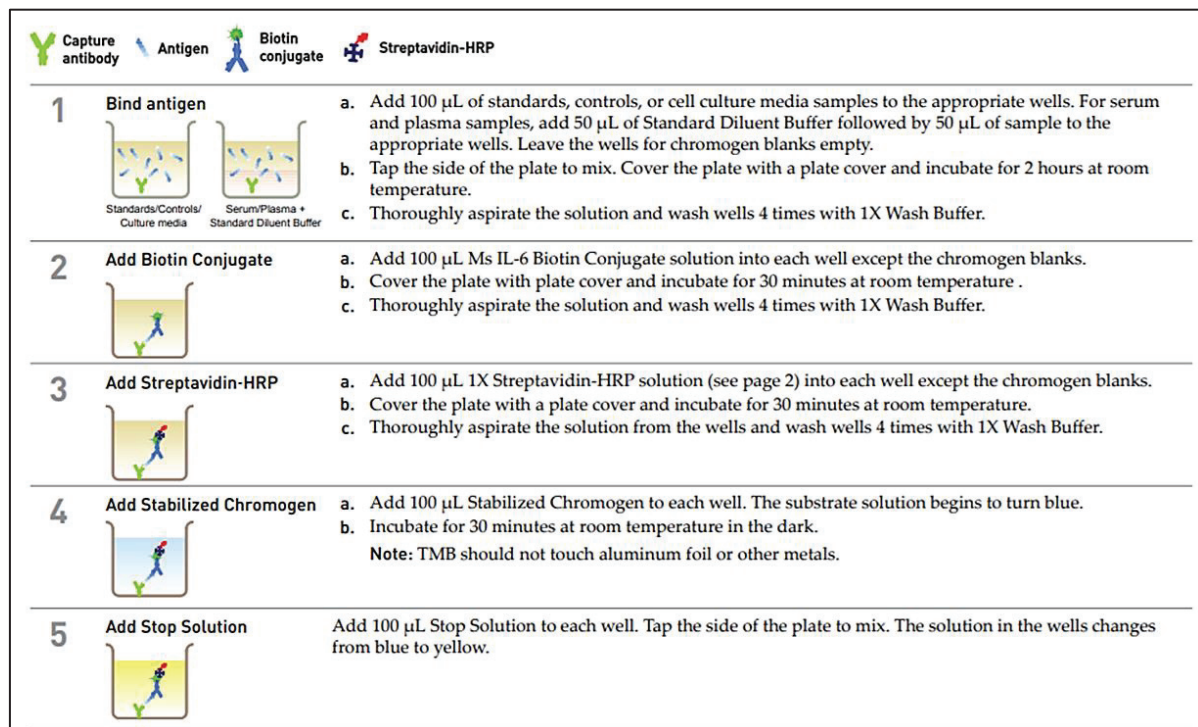 Capture antibody
Antigen
Biotin conjugate
Streptavidin-HRP
1
Bind antigen
Standards/Controls/
Culture media
Serum/Plasma +
Standard Diluent Buffer
a. Add 100 µL of standards, controls, or cell culture media samples to the appropriate wells. For serum
and plasma samples, add 50 µL of Standard Diluent Buffer followed by 50 µL of sample to the
appropriate wells. Leave the wells for chromogen blanks empty.
b. Tap the side of the plate to mix. Cover the plate with a plate cover and incubate for 2 hours at room
temperature.
c. Thoroughly aspirate the solution and wash wells 4 times with 1X Wash Buffer.
2
Add Biotin Conjugate
a. Add 100 µL Ms IL-6 Biotin Conjugate solution into each well except the chromogen blanks.
b. Cover the plate with plate cover and incubate for 30 minutes at room temperature .
c. Thoroughly aspirate the solution and wash wells 4 times with 1X Wash Buffer.
3
Add Streptavidin-HRP
a. Add 100 µL 1X Streptavidin-HRP solution (see page 2) into each well except the chromogen blanks.
b. Cover the plate with a plate cover and incubate for 30 minutes at room temperature.
c. Thoroughly aspirate the solution from the wells and wash wells 4 times with 1X Wash Buffer.
4
Add Stabilized Chromogen
a. Add 100 µL Stabilized Chromogen to each well. The substrate solution begins to turn blue.
b. Incubate for 30 minutes at room temperature in the dark.
Note: TMB should not touch aluminum foil or other metals.
5
Add Stop Solution
Add 100 µL Stop Solution to each well. Tap the side of the plate to mix. The solution in the wells changes
from blue to yellow.